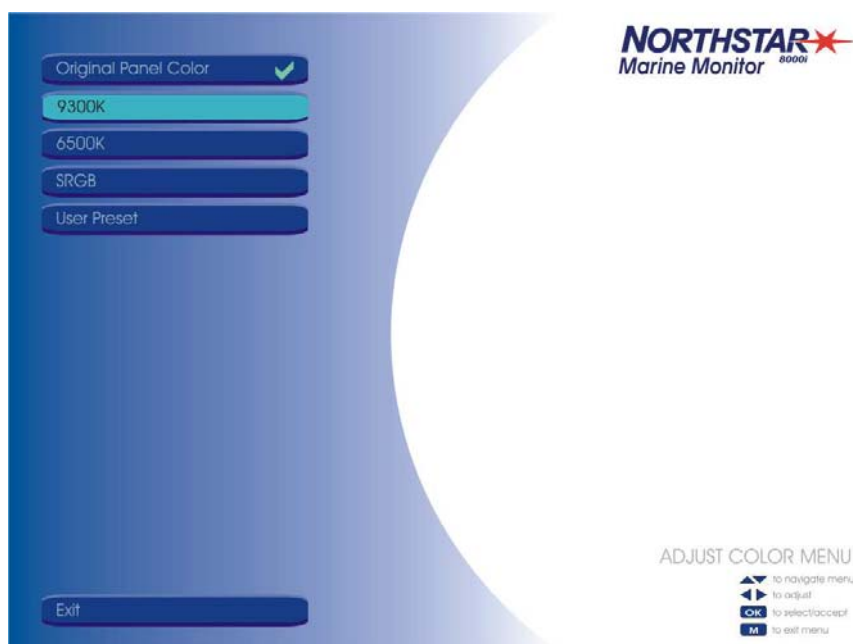 Original Panel Color
9300K
6500K
SRGB
User Preset
Exit
NORTHSTAR
8000i
Marine Monitor
ADJUST COLOR MENU
to navigate menu
to adjust
OK to select/accept
M to exit menu